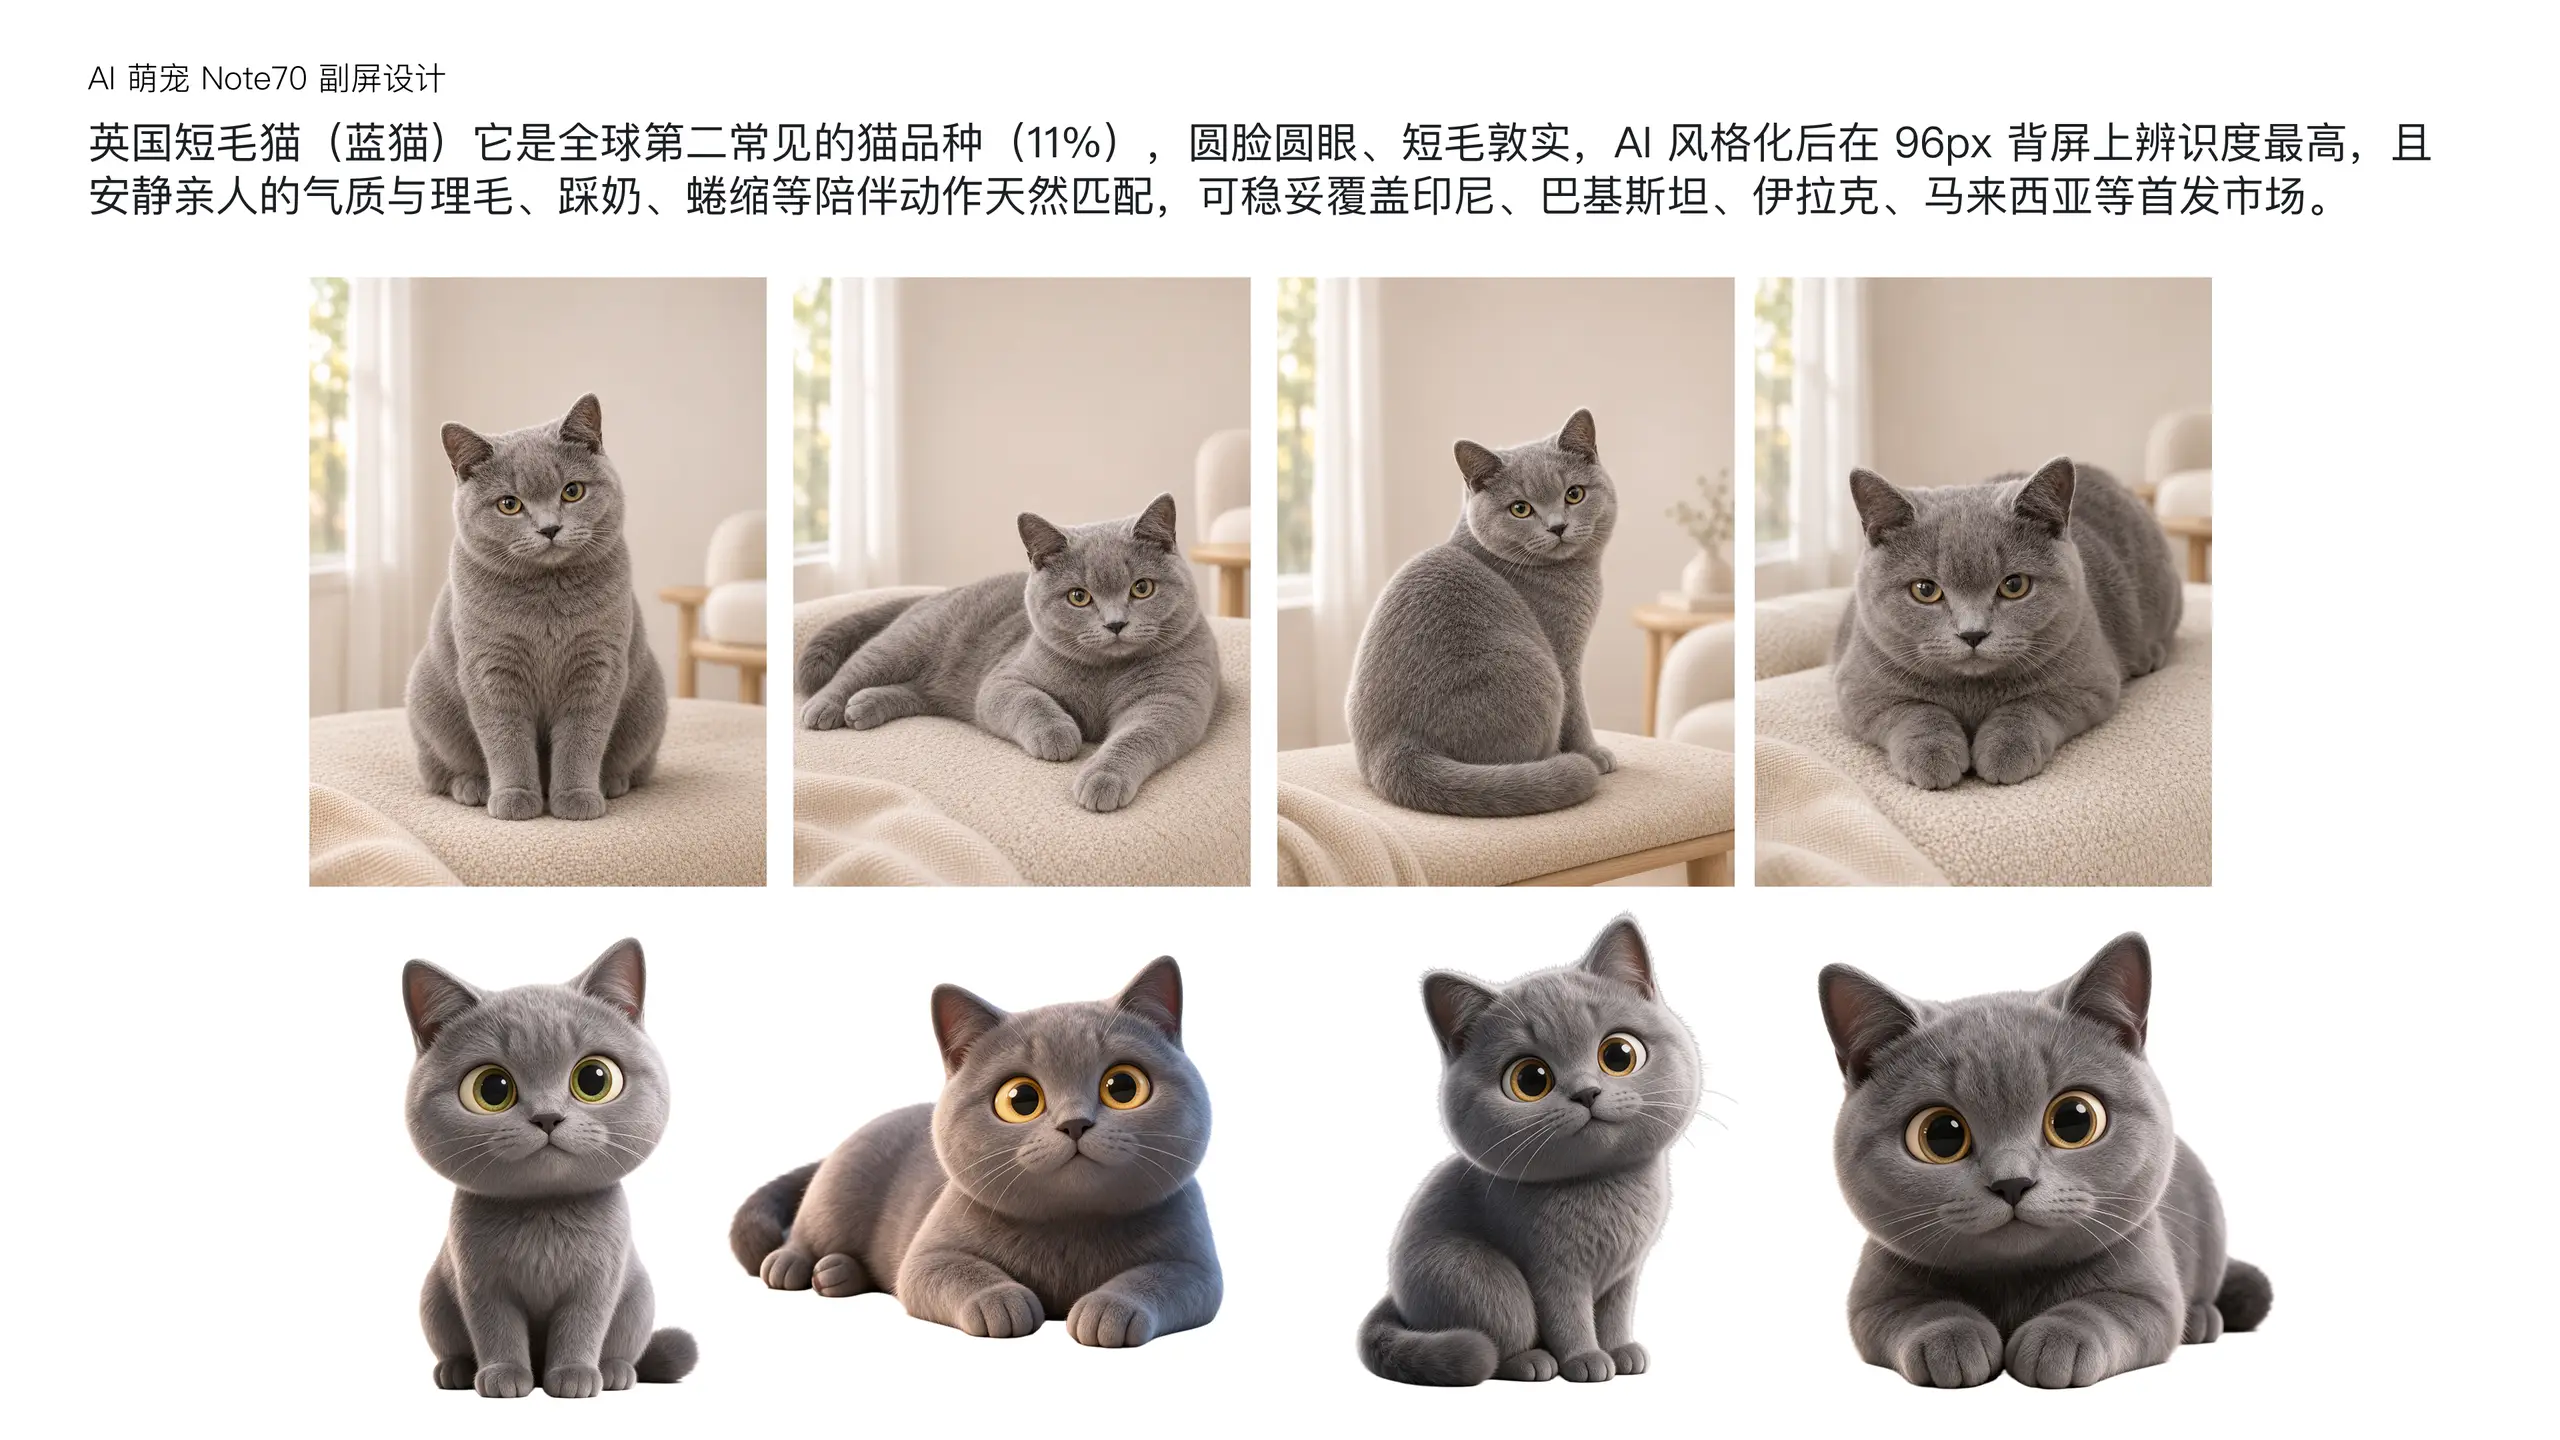 AI 萌宠 Note70 副屏设计
英国短毛猫（蓝猫）它是全球第二常见的猫品种（11%），圆脸圆眼、短毛敦实，AI 风格化后在 96px 背屏上辨识度最高，且
安静亲人的气质与理毛、踩奶、蜷缩等陪伴动作天然匹配，可稳妥覆盖印尼、巴基斯坦、伊拉克、马来西亚等首发市场。